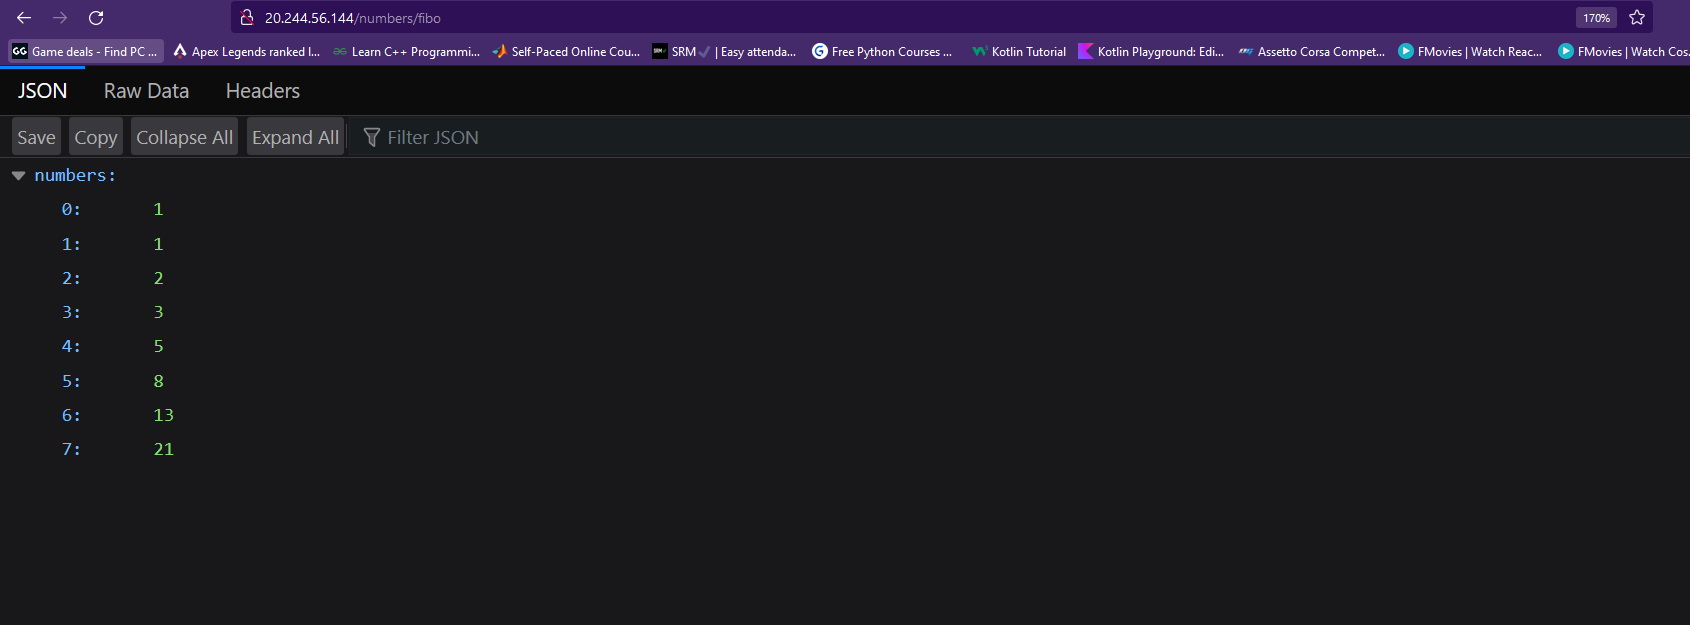 20.244.56.144/numbers/fibo 170%
GG Game deals - Find PC ... Apex Legends ranked l... Learn C++ Programmi... Self-Paced Online Cou... SRM | Easy attenda... Free Python Courses ... Kotlin Tutorial Kotlin Playground: Edi... Assetto Corsa Compet... FMovies | Watch Reac... FMovies | Watch Cos.
JSON Raw Data Headers
Save Copy Collapse All Expand All Filter JSON
numbers:
0: 1
1: 1
2: 2
3: 3
4: 5
5: 8
6: 13
7: 21